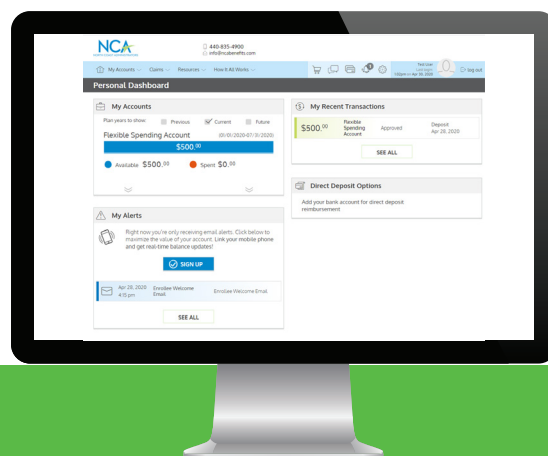 NCA
440-835-4900
info@ncabenefits.com
My Accounts
Claims
Resources
How It All Works
Test User
log out
Personal Dashboard
My Accounts
Plan years to show:
Previous
Current
Future
Flexible Spending Account
(01/01/2020-07/31/2020)
$500.00
Available $500.00
Spent $0.00
My Alerts
Right now you're only receiving email alerts. Click below to
maximize the value of your account. Link your mobile phone
and get real-time balance updates!
SIGN UP
Apr 28, 2020
4:15 pm
Enrollee Welcome
Email
Enrollee Welcome Email
SEE ALL
My Recent Transactions
$500.00
Flexible
Spending
Account
Approved
Deposit
Apr 28, 2020
SEE ALL
Direct Deposit Options
Add your bank account for direct deposit
reimbursement